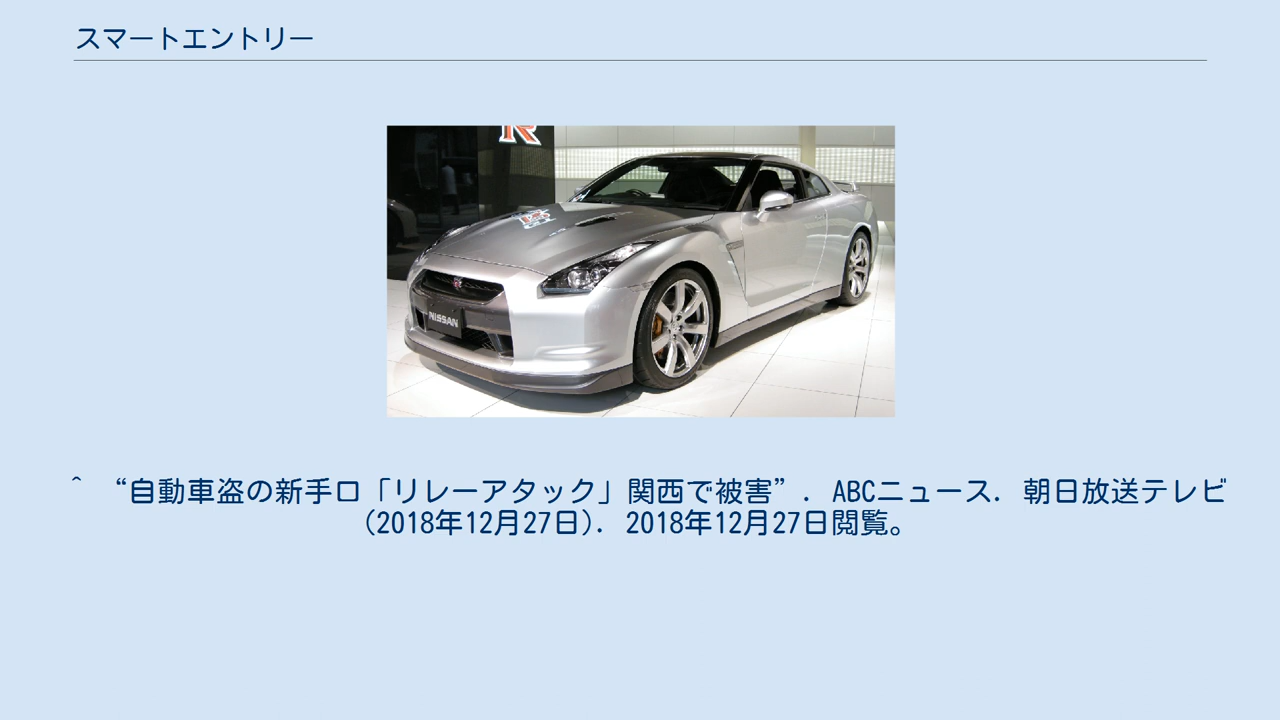 スマートエントリー
R
NISSAN
^ “自動車盗の新手口「リレーアタック」関西で被害”. ABCニュース. 朝日放送テレビ
(2018年12月27日). 2018年12月27日閲覧。